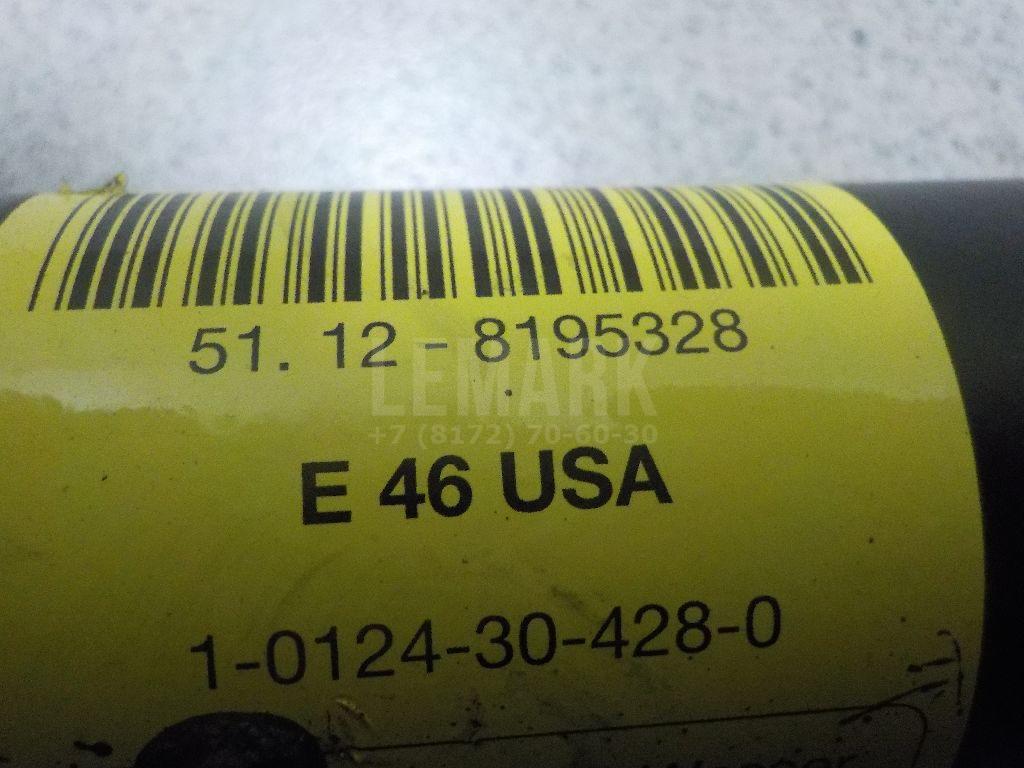 51. 12 - 8195328
LEMARK
+7 (8172) 70-60-30
E 46 USA
1-0124-30-428-0